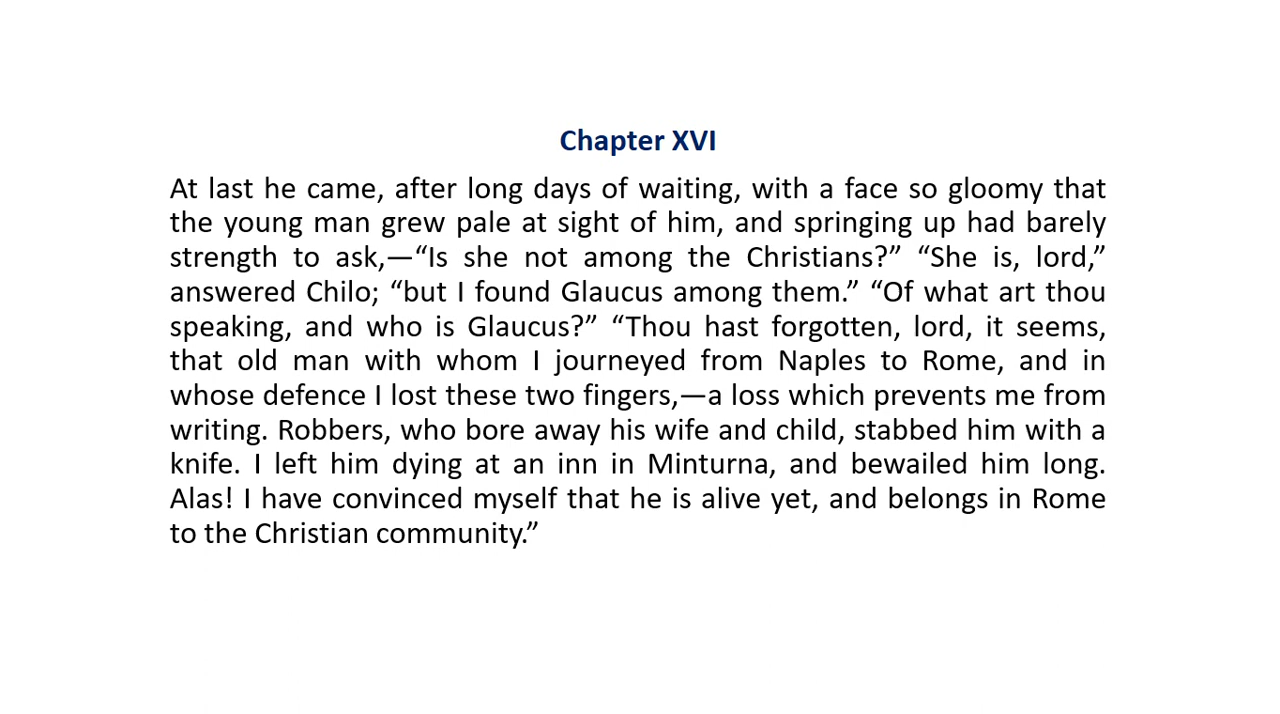 Chapter XVI
At last he came, after long days of waiting, with a face so gloomy that
the young man grew pale at sight of him, and springing up had barely
strength to ask,—“Is she not among the Christians?” “She is, lord,”
answered Chilo; “but I found Glaucus among them.” “Of what art thou
speaking, and who is Glaucus?” “Thou hast forgotten, lord, it seems,
that old man with whom I journeyed from Naples to Rome, and in
whose defence I lost these two fingers,—a loss which prevents me from
writing. Robbers, who bore away his wife and child, stabbed him with a
knife. I left him dying at an inn in Minturna, and bewailed him long.
Alas! I have convinced myself that he is alive yet, and belongs in Rome
to the Christian community.”